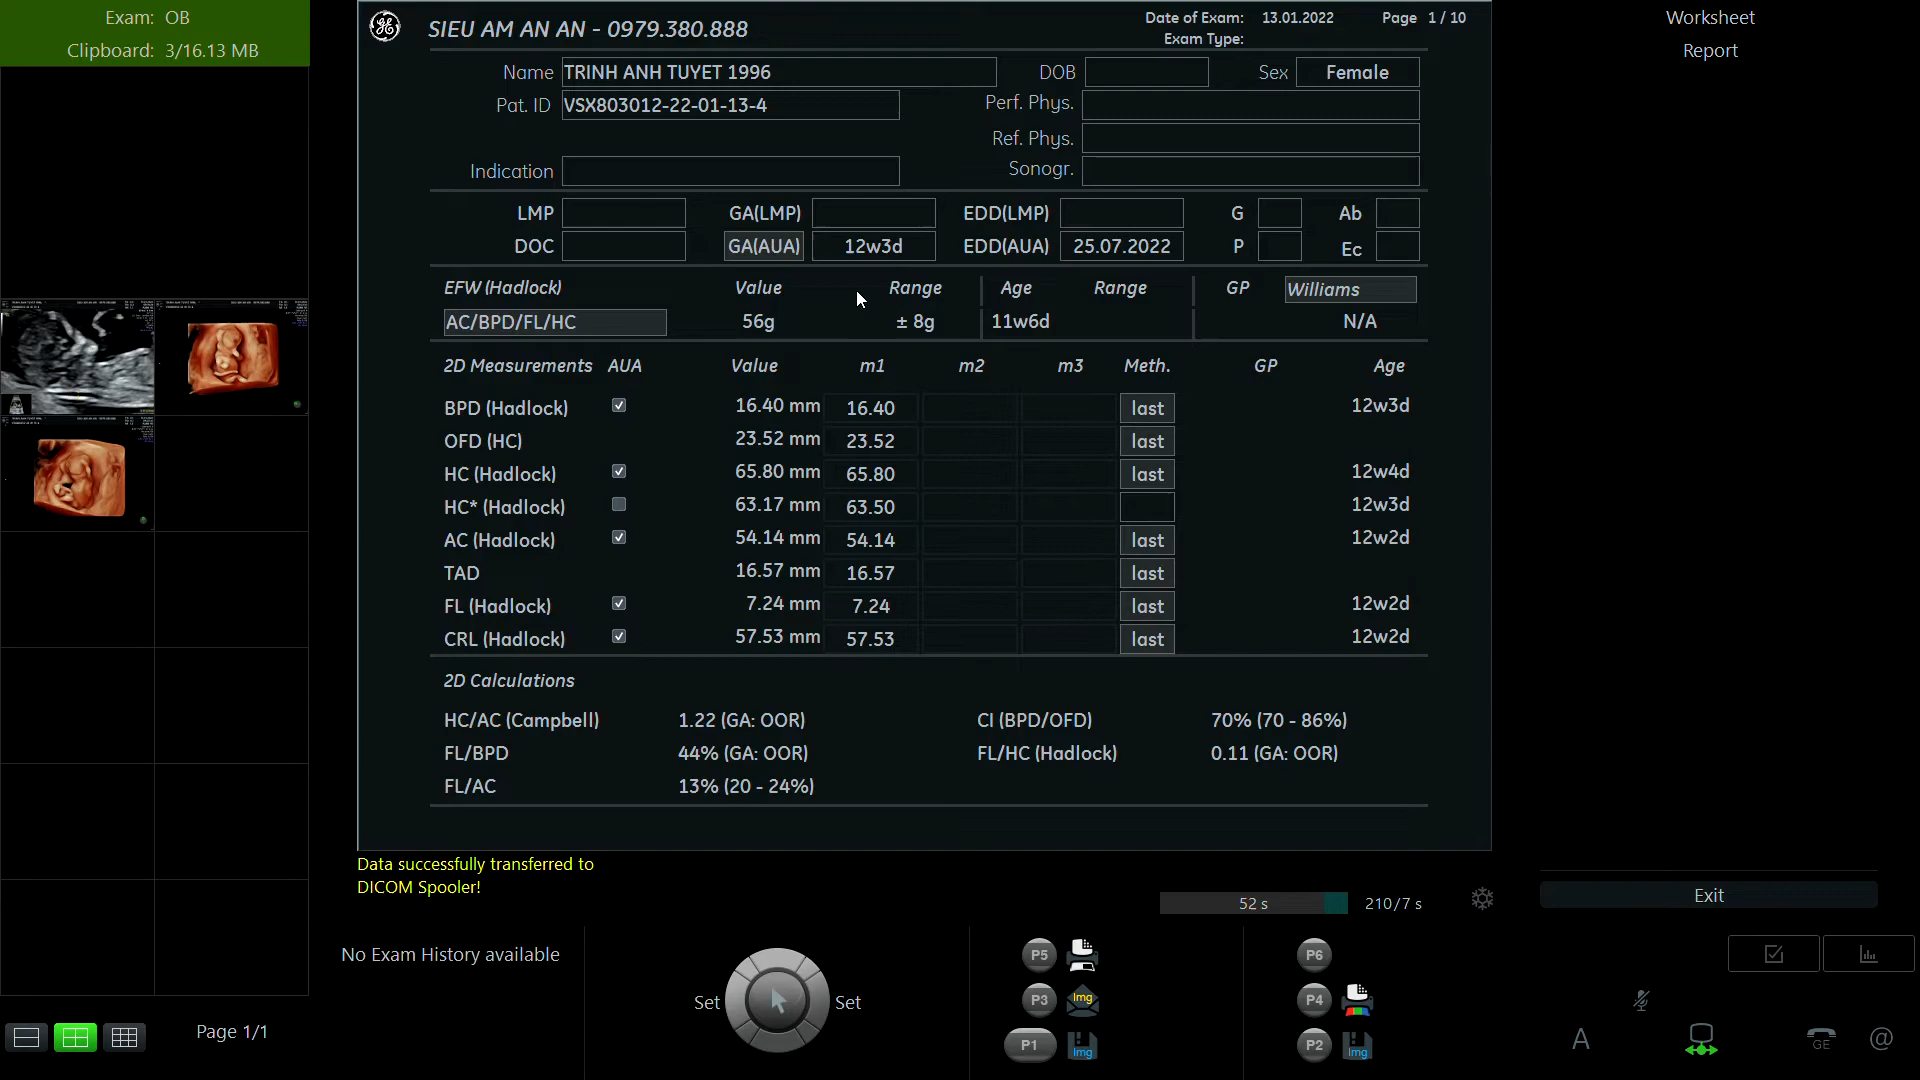 Exam: OB
Clipboard: 3/16.13 MB
SIEU AM AN AN - 0979.380.888
Date of Exam: 13.01.2022 Page 1 / 10
Exam Type:
Name TRINH ANH TUYET 1996 DOB Sex Female
Pat. ID VSX803012-22-01-13-4 Perf. Phys.
Ref. Phys.
Indication Sonogr.
LMP GA(LMP) EDD(LMP) G Ab
DOC GA(AUA) 12w3d EDD(AUA) 25.07.2022 P Ec
EFW (Hadlock) Value Range Age Range GP Williams
AC/BPD/FL/HC 56g ± 8g 11w6d N/A
2D Measurements AUA Value m1 m2 m3 Meth. GP Age
BPD (Hadlock) 16.40 mm 16.40 last 12w3d
OFD (HC) 23.52 mm 23.52 last
HC (Hadlock) 65.80 mm 65.80 last 12w4d
HC* (Hadlock) 63.17 mm 63.50 12w3d
AC (Hadlock) 54.14 mm 54.14 last 12w2d
TAD 16.57 mm 16.57 last
FL (Hadlock) 7.24 mm 7.24 last 12w2d
CRL (Hadlock) 57.53 mm 57.53 last 12w2d
2D Calculations
HC/AC (Campbell) 1.22 (GA: OOR) CI (BPD/OFD) 70% (70 - 86%)
FL/BPD 44% (GA: OOR) FL/HC (Hadlock) 0.11 (GA: OOR)
FL/AC 13% (20 - 24%)
Worksheet
Report
Data successfully transferred to
DICOM Spooler!
52 s 210/7 s
Exit
No Exam History available
Set Set
P5 P6
P3 Img P4
P1 Img P2 Img
A GE @
Page 1/1